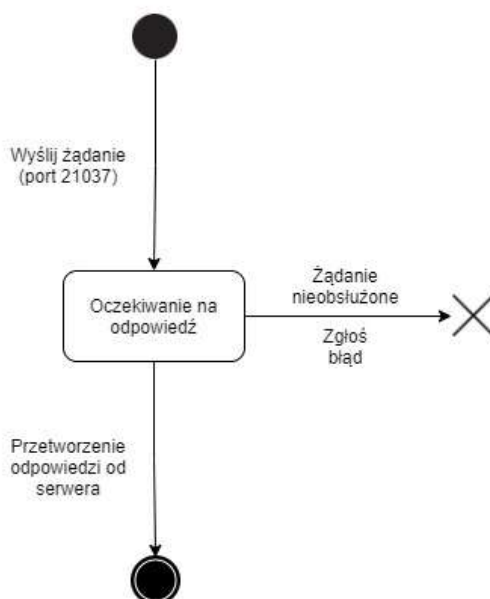 Wyślij żądanie
(port 21037)
Oczekiwanie na
odpowiedź
Żądanie
nieobsłużone
Zgłoś
błąd
Przetworzenie
odpowiedzi od
serwera